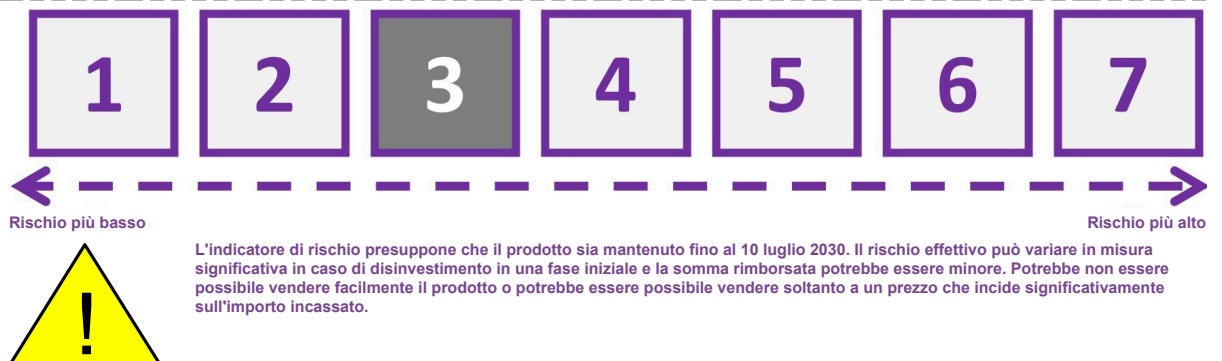 1 2 3 4 5 6 7
Rischio più basso Rischio più alto
L'indicatore di rischio presuppone che il prodotto sia mantenuto fino al 10 luglio 2030. Il rischio effettivo può variare in misura
significativa in caso di disinvestimento in una fase iniziale e la somma rimborsata potrebbe essere minore. Potrebbe non essere
possibile vendere facilmente il prodotto o potrebbe essere possibile vendere soltanto a un prezzo che incide significativamente
sull'importo incassato.
!